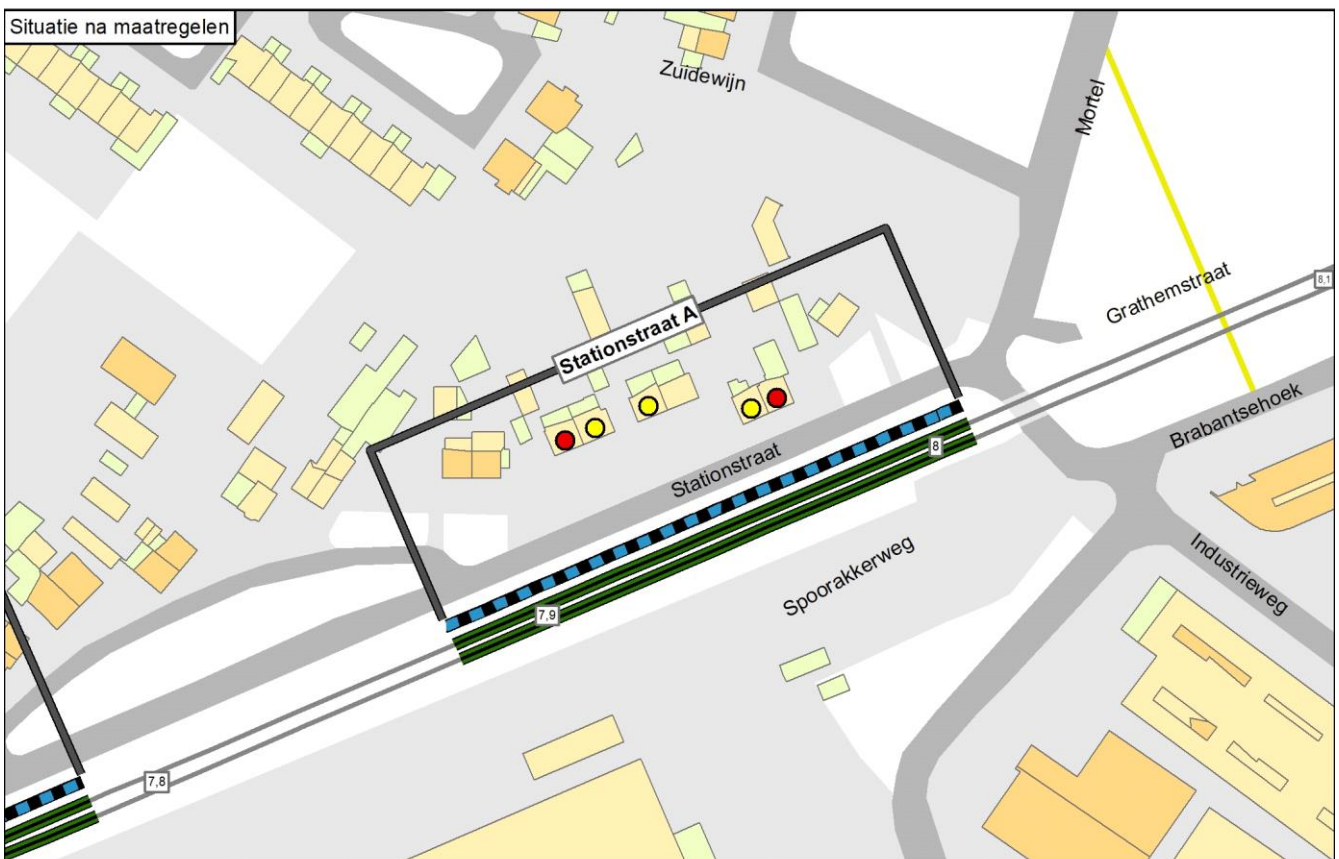 Situatie na maatregelen
Zuidewijn
Mortel
Grathemstraat
8,1
Stationstraat A
Brabantsehoek
8
Stationstraat
Industrieweg
Spoorakkerweg
7,9
7,8